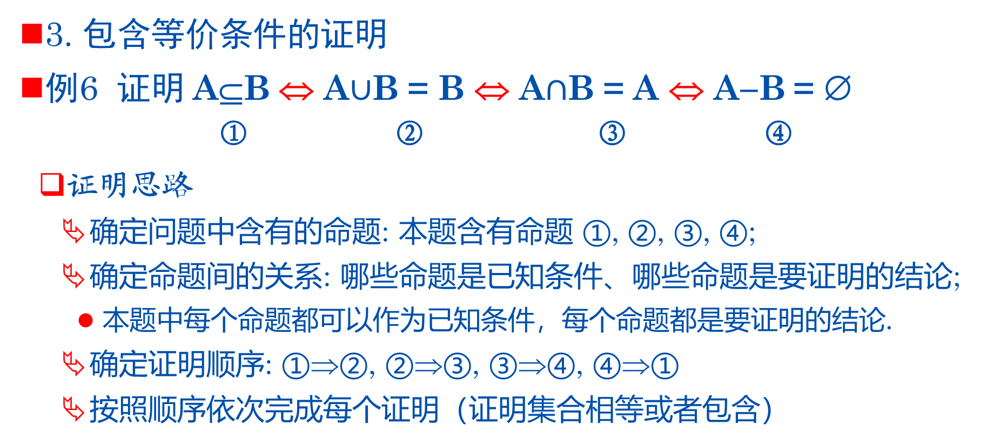 3. 包含等价条件的证明
例6 证明 A⊆B ⇔ A∪B = B ⇔ A∩B = A ⇔ A−B = ∅
① ② ③ ④
证明思路
确定问题中含有的命题: 本题含有命题 ①, ②, ③, ④;
确定命题间的关系: 哪些命题是已知条件、哪些命题是要证明的结论;
本题中每个命题都可以作为已知条件，每个命题都是要证明的结论.
确定证明顺序: ①⇒②, ②⇒③, ③⇒④, ④⇒①
按照顺序依次完成每个证明（证明集合相等或者包含）